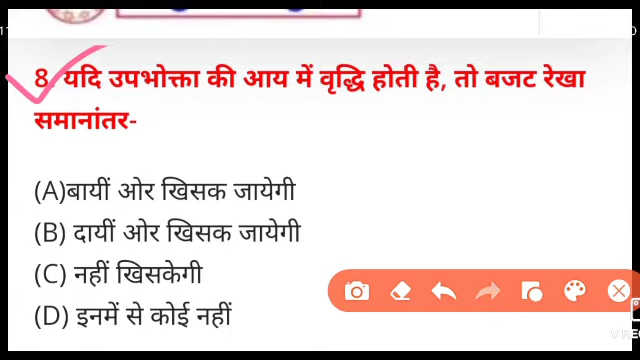 8. यदि उपभोक्ता की आय में वृद्धि होती है, तो बजट रेखा
समानांतर-
(A)बायीं ओर खिसक जायेगी
(B) दायीं ओर खिसक जायेगी
(C) नहीं खिसकेगी
(D) इनमें से कोई नहीं